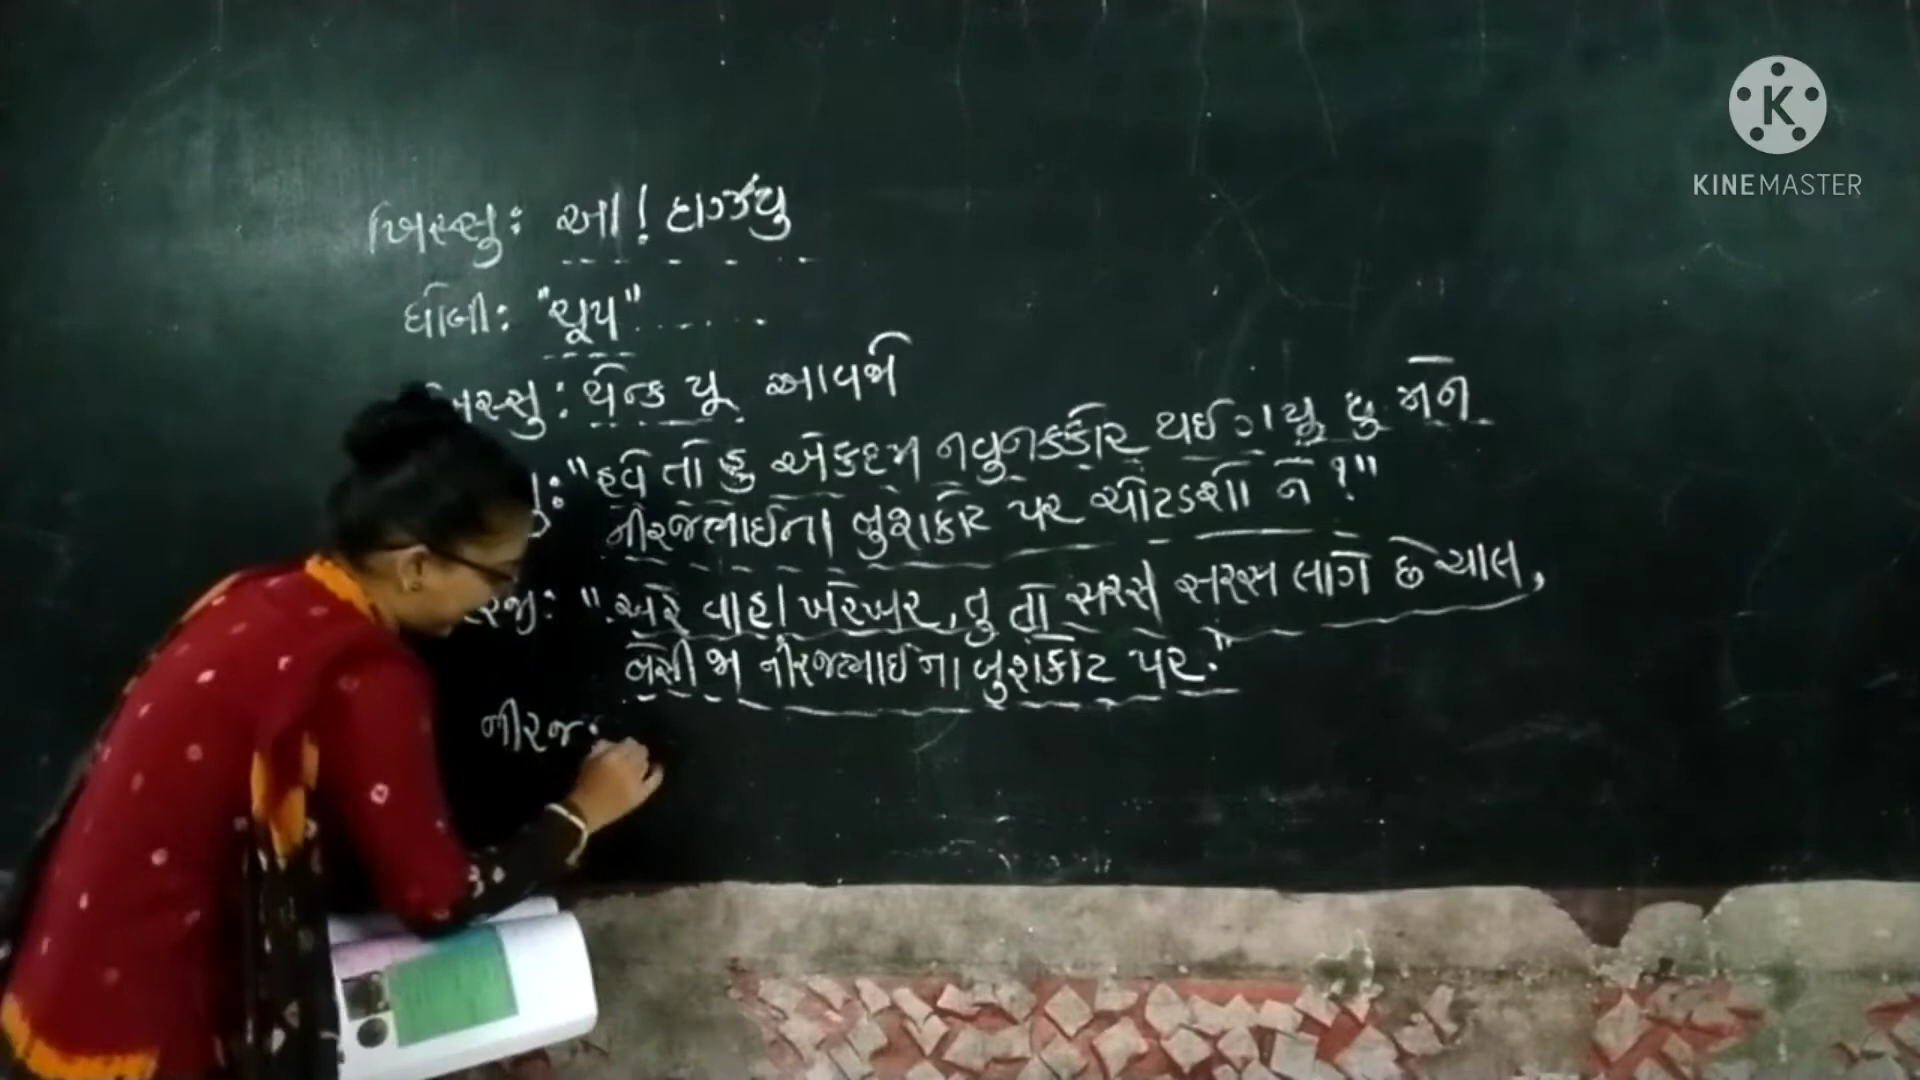 ખિસ્સુ: આ! દાઝ્યુ
ધોબી: "ચૂપ"......
ખિસ્સુ: થેન્ક યૂ આવજે
"હવે તો હુ એકદમ નવુનક્કોર થઈ ગયૂ છુ મને
નીરજભાઈના બુશકોટ પર ચોંટડશો ને?"
"અરે વાહ! ખરેખર, તુ તો સરસ સરસ લાગે છે ચાલ,
બેસી જા નીરજભાઈના બુશકોટ પર."
નીરજ:
KINEMASTER